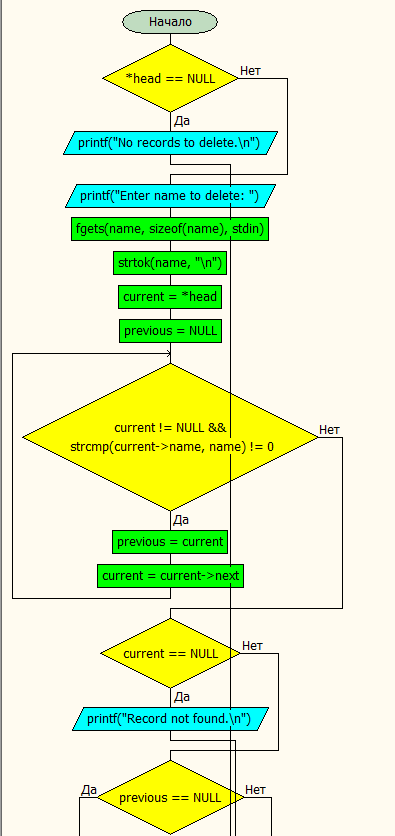 Начало
*head == NULL
Нет
Да
printf("No records to delete.\n")
printf("Enter name to delete: ")
fgets(name, sizeof(name), stdin)
strtok(name, "\n")
current = *head
previous = NULL
current != NULL &&
strcmp(current->name, name) != 0
Нет
Да
previous = current
current = current->next
current == NULL
Нет
Да
printf("Record not found.\n")
Да
previous == NULL
Нет